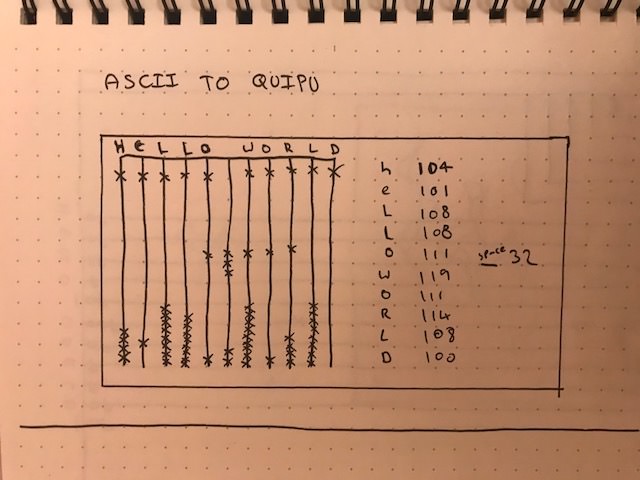 ASCII TO QUIPU
HeLLO WORLD
h 104
e 101
L 108
L 108
O 111
space 32
W 119
O 111
R 114
L 108
D 100